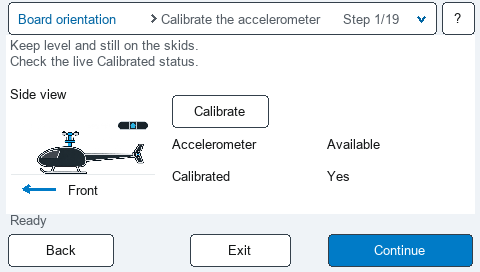 Board orientation > Calibrate the accelerometer Step 1/19 ?
Keep level and still on the skids.
Check the live Calibrated status.
Side view
Calibrate
Accelerometer Available
Calibrated Yes
Front
Ready
Back Exit Continue